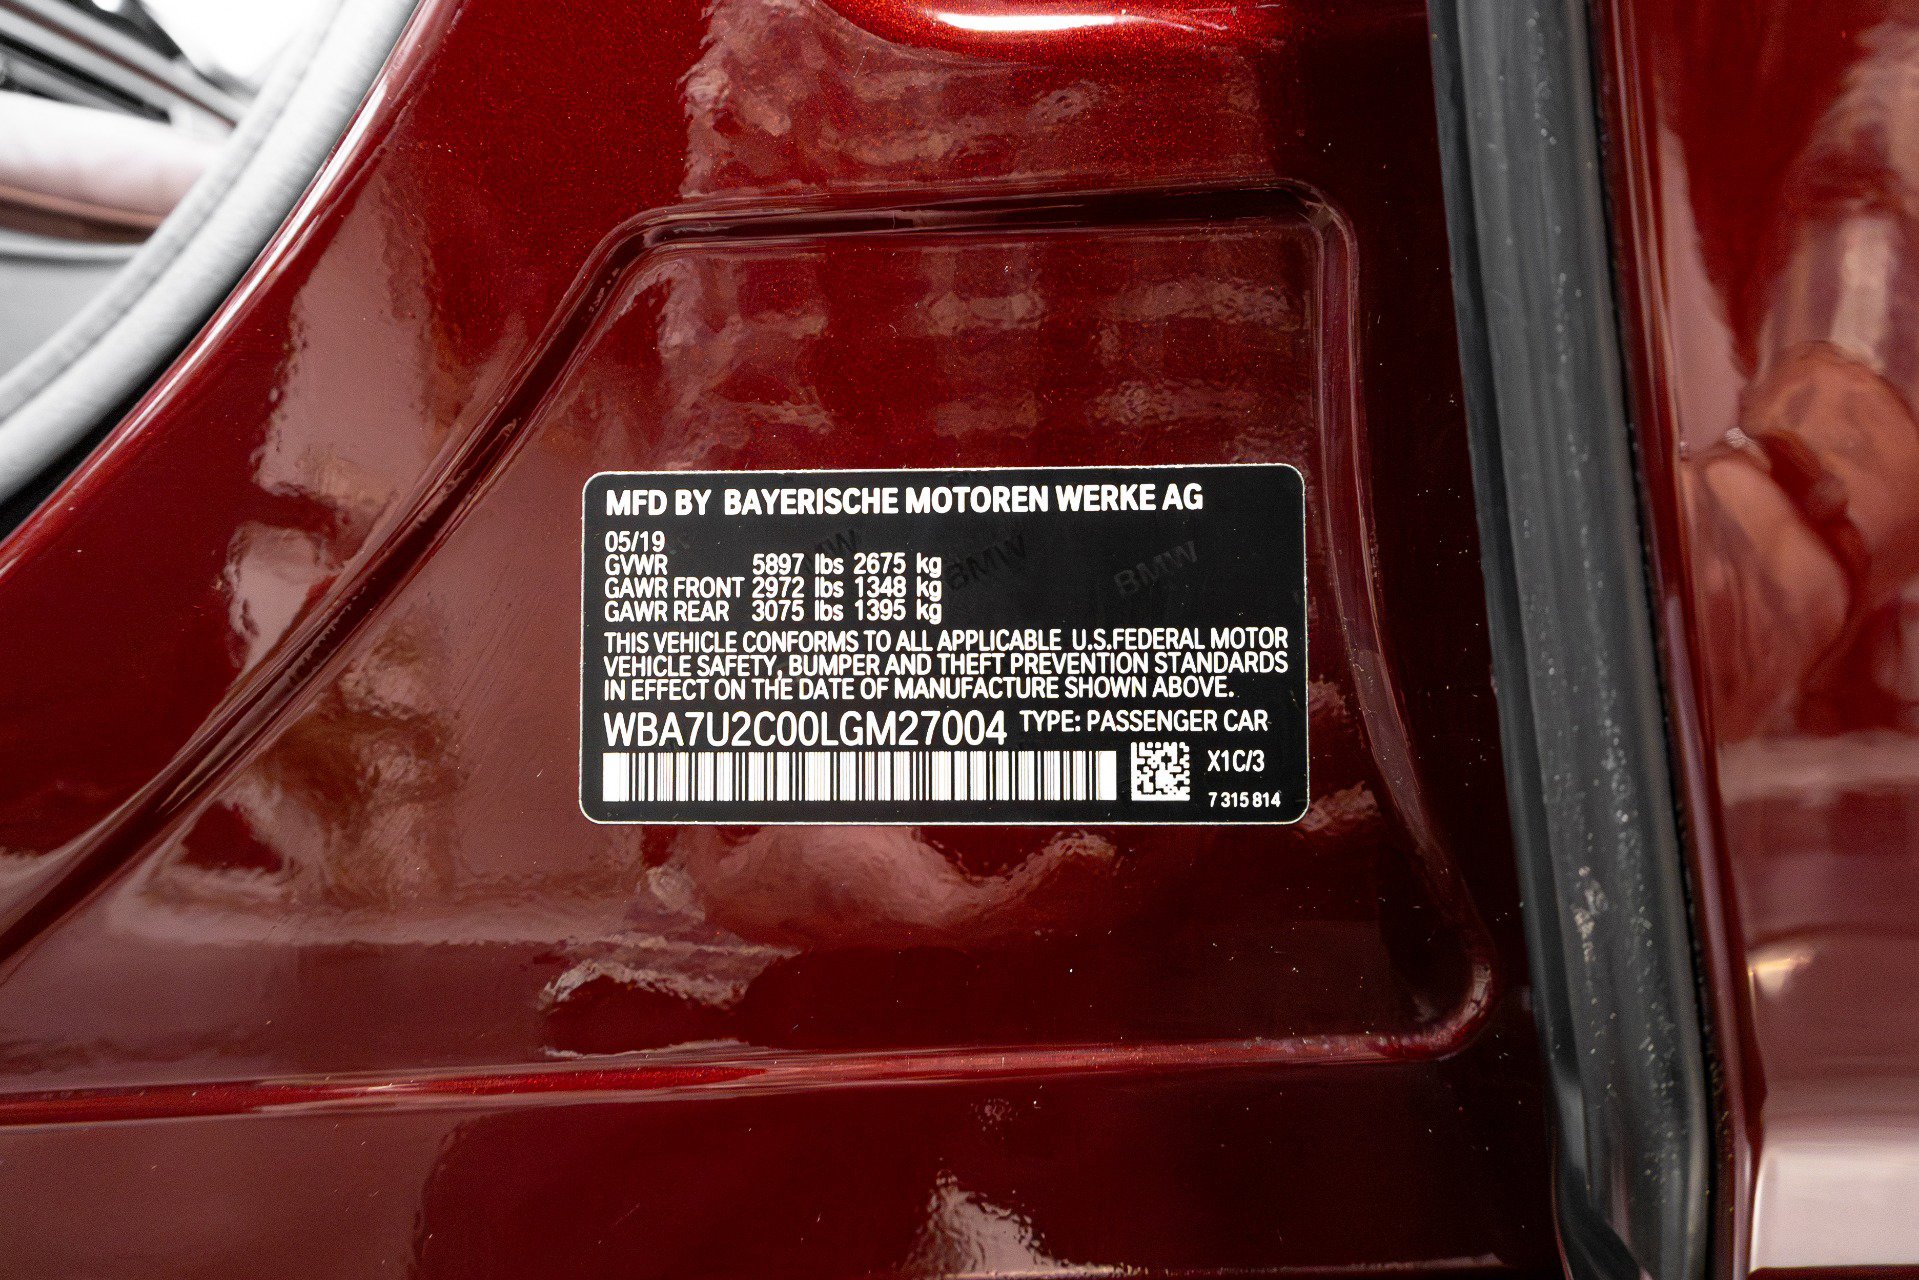 MFD BY BAYERISCHE MOTOREN WERKE AG
05/19
GVWR 5897 lbs 2675 kg
GAWR FRONT 2972 lbs 1348 kg
GAWR REAR 3075 lbs 1395 kg
THIS VEHICLE CONFORMS TO ALL APPLICABLE U.S.FEDERAL MOTOR
VEHICLE SAFETY, BUMPER AND THEFT PREVENTION STANDARDS
IN EFFECT ON THE DATE OF MANUFACTURE SHOWN ABOVE.
WBA7U2C00LGM27004 TYPE: PASSENGER CAR
X1C/3
7 315 814
BMW BMW BMW